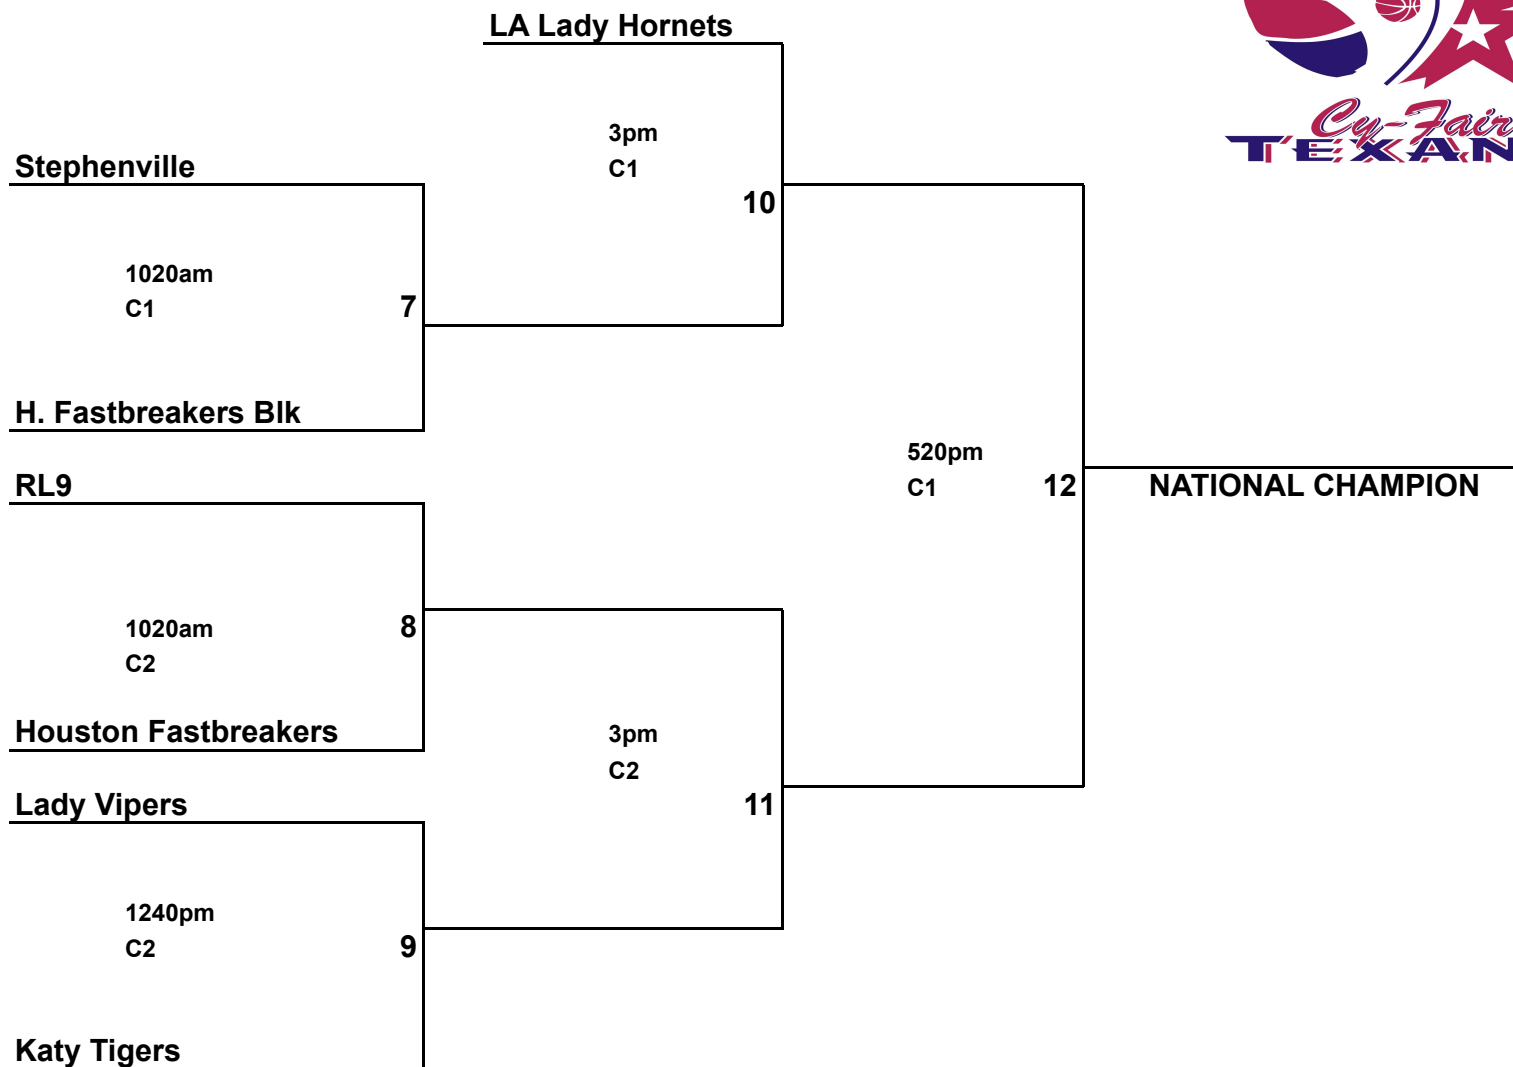 LA Lady Hornets
3pm
C1
10
Cy-Fair
TEXAN
Stephenville
1020am
C1
7
H. Fastbreakers Blk
RL9
520pm
C1
12
NATIONAL CHAMPION
1020am
C2
8
Houston Fastbreakers
3pm
C2
11
Lady Vipers
1240pm
C2
9
Katy Tigers